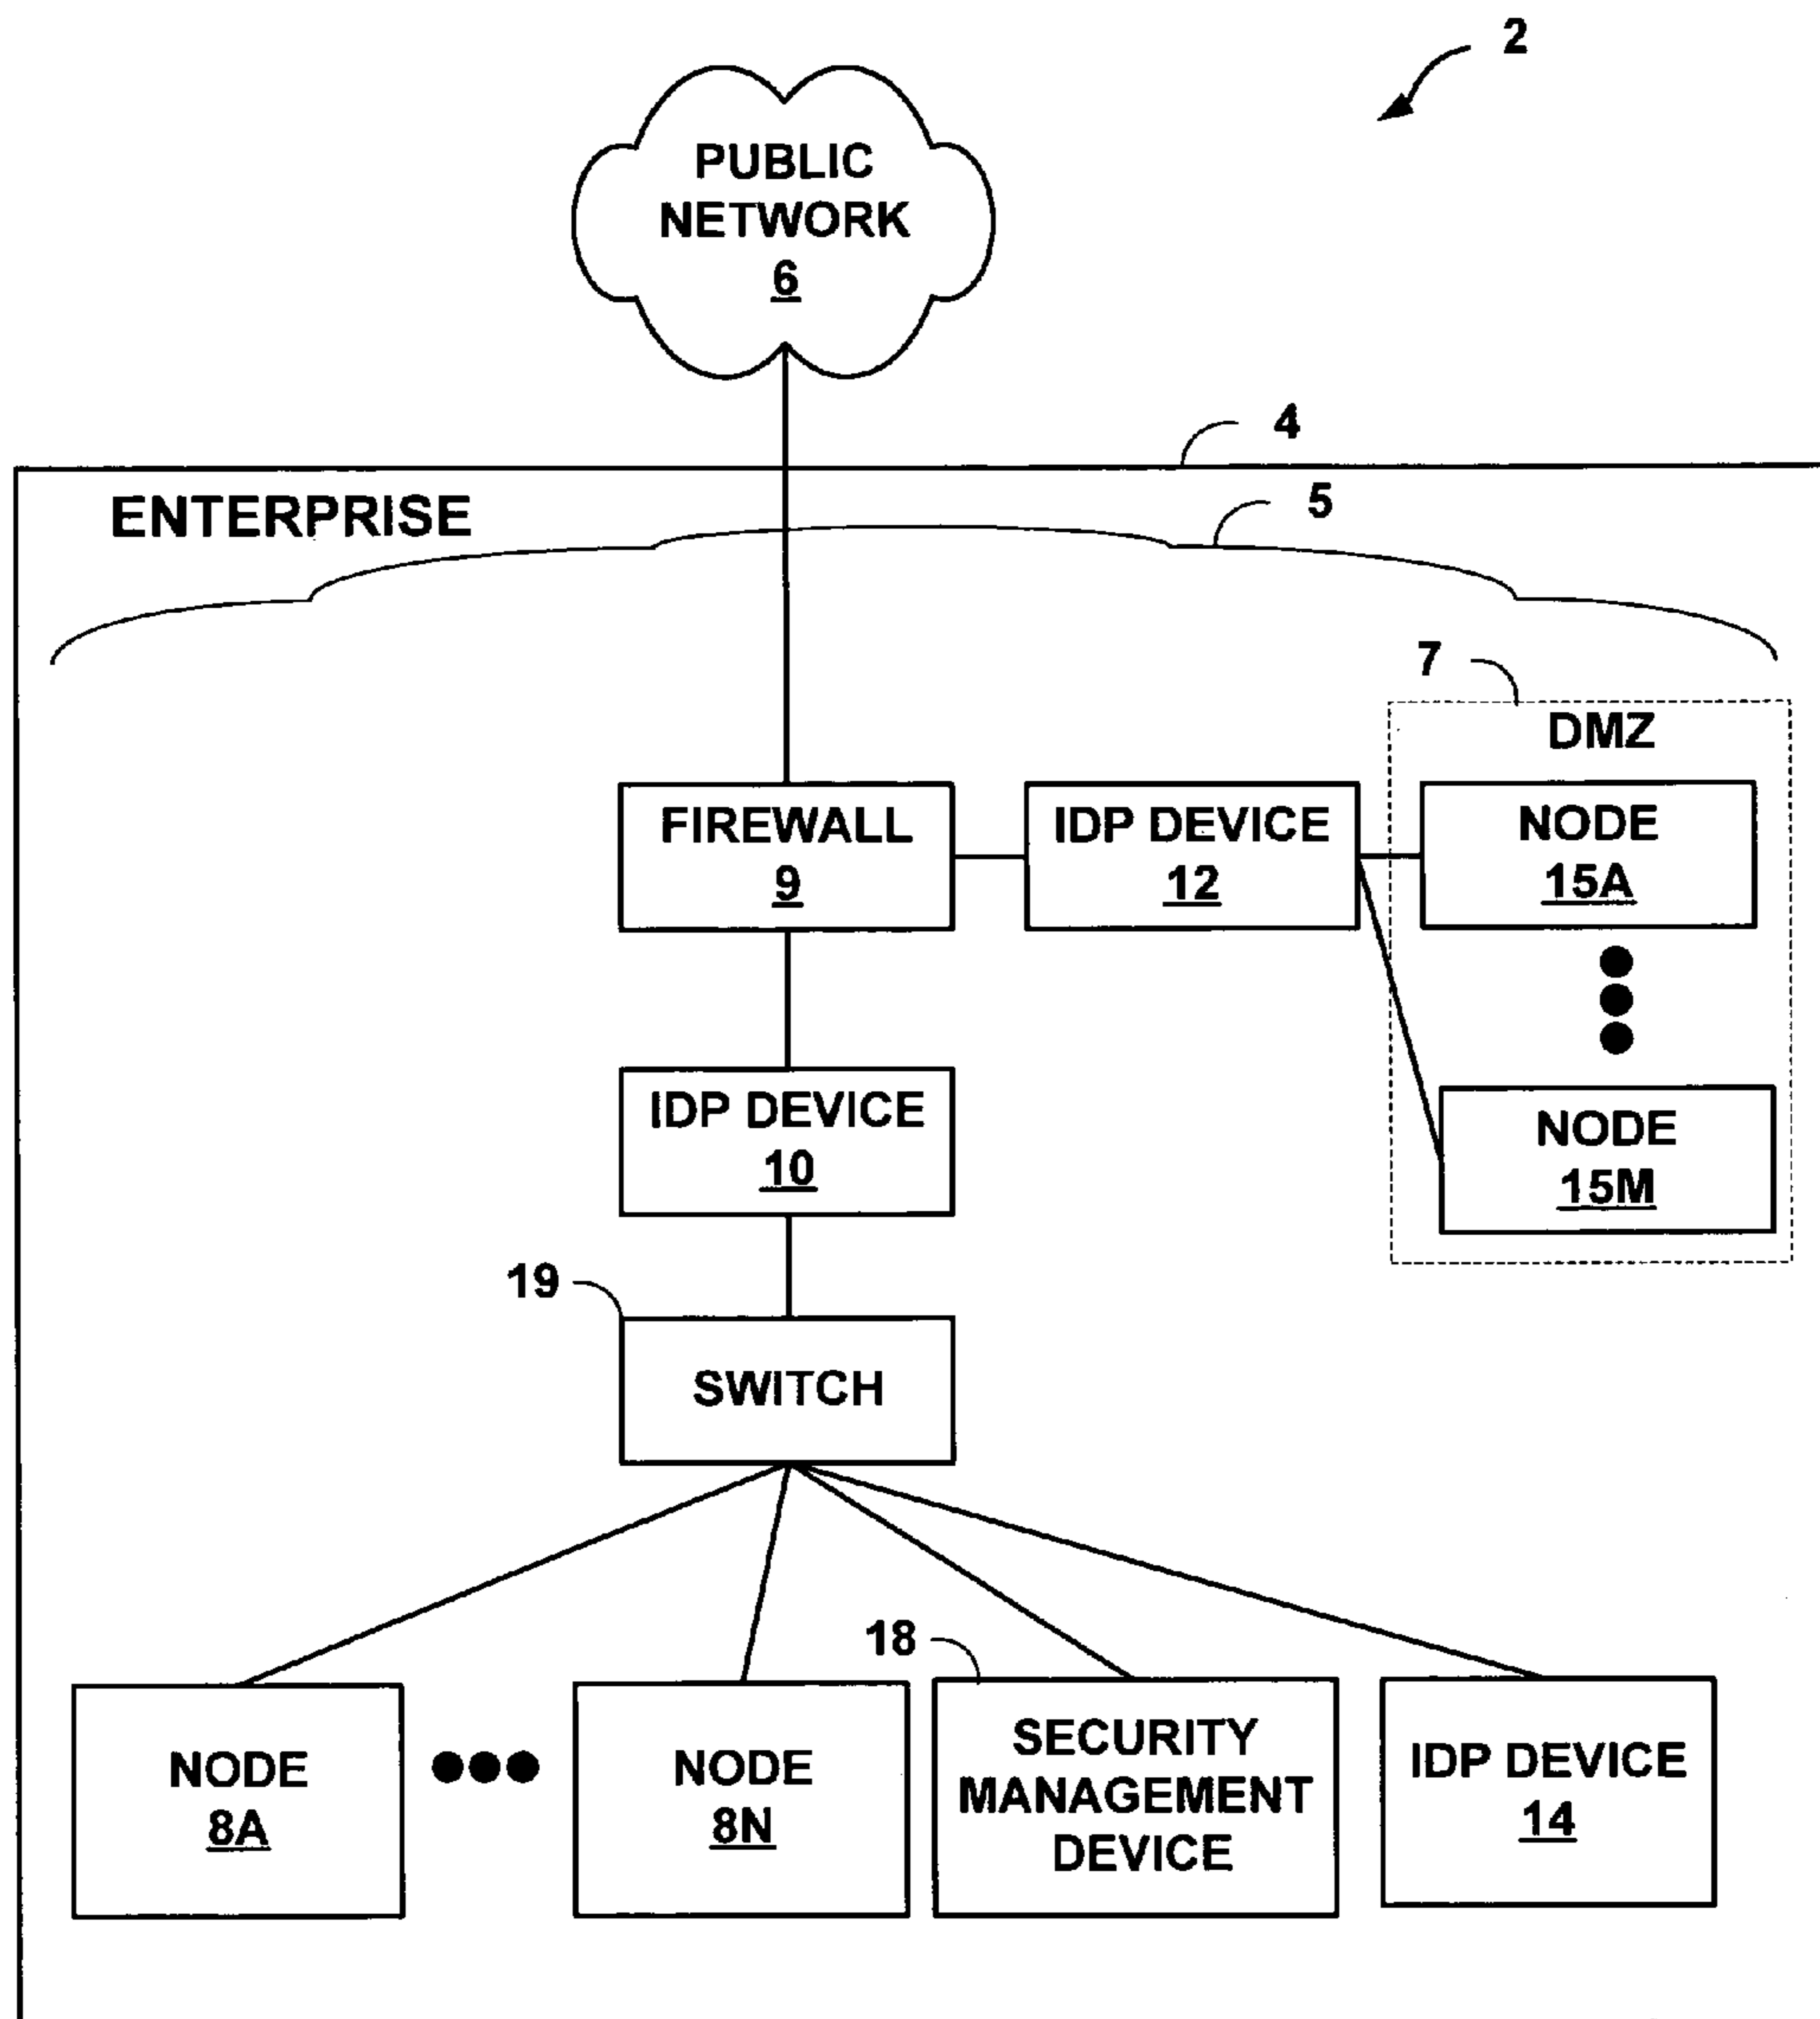 2
PUBLIC
NETWORK
6
4
ENTERPRISE
5
7
DMZ
FIREWALL
9
IDP DEVICE
12
NODE
15A
IDP DEVICE
10
NODE
15M
19
SWITCH
18
NODE
8A
NODE
8N
SECURITY
MANAGEMENT
DEVICE
IDP DEVICE
14